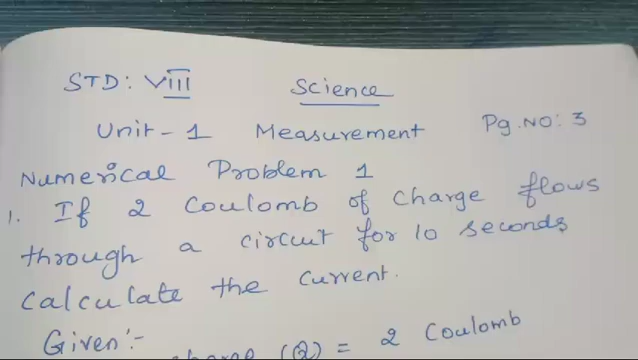 STD: VIII Science
Unit - 1 Measurement Pg.NO: 3
Numerical Problem 1
1. If 2 Coulomb of charge flows
through a circuit for 10 seconds,
calculate the current.
Given:-
charge (Q) = 2 Coulomb